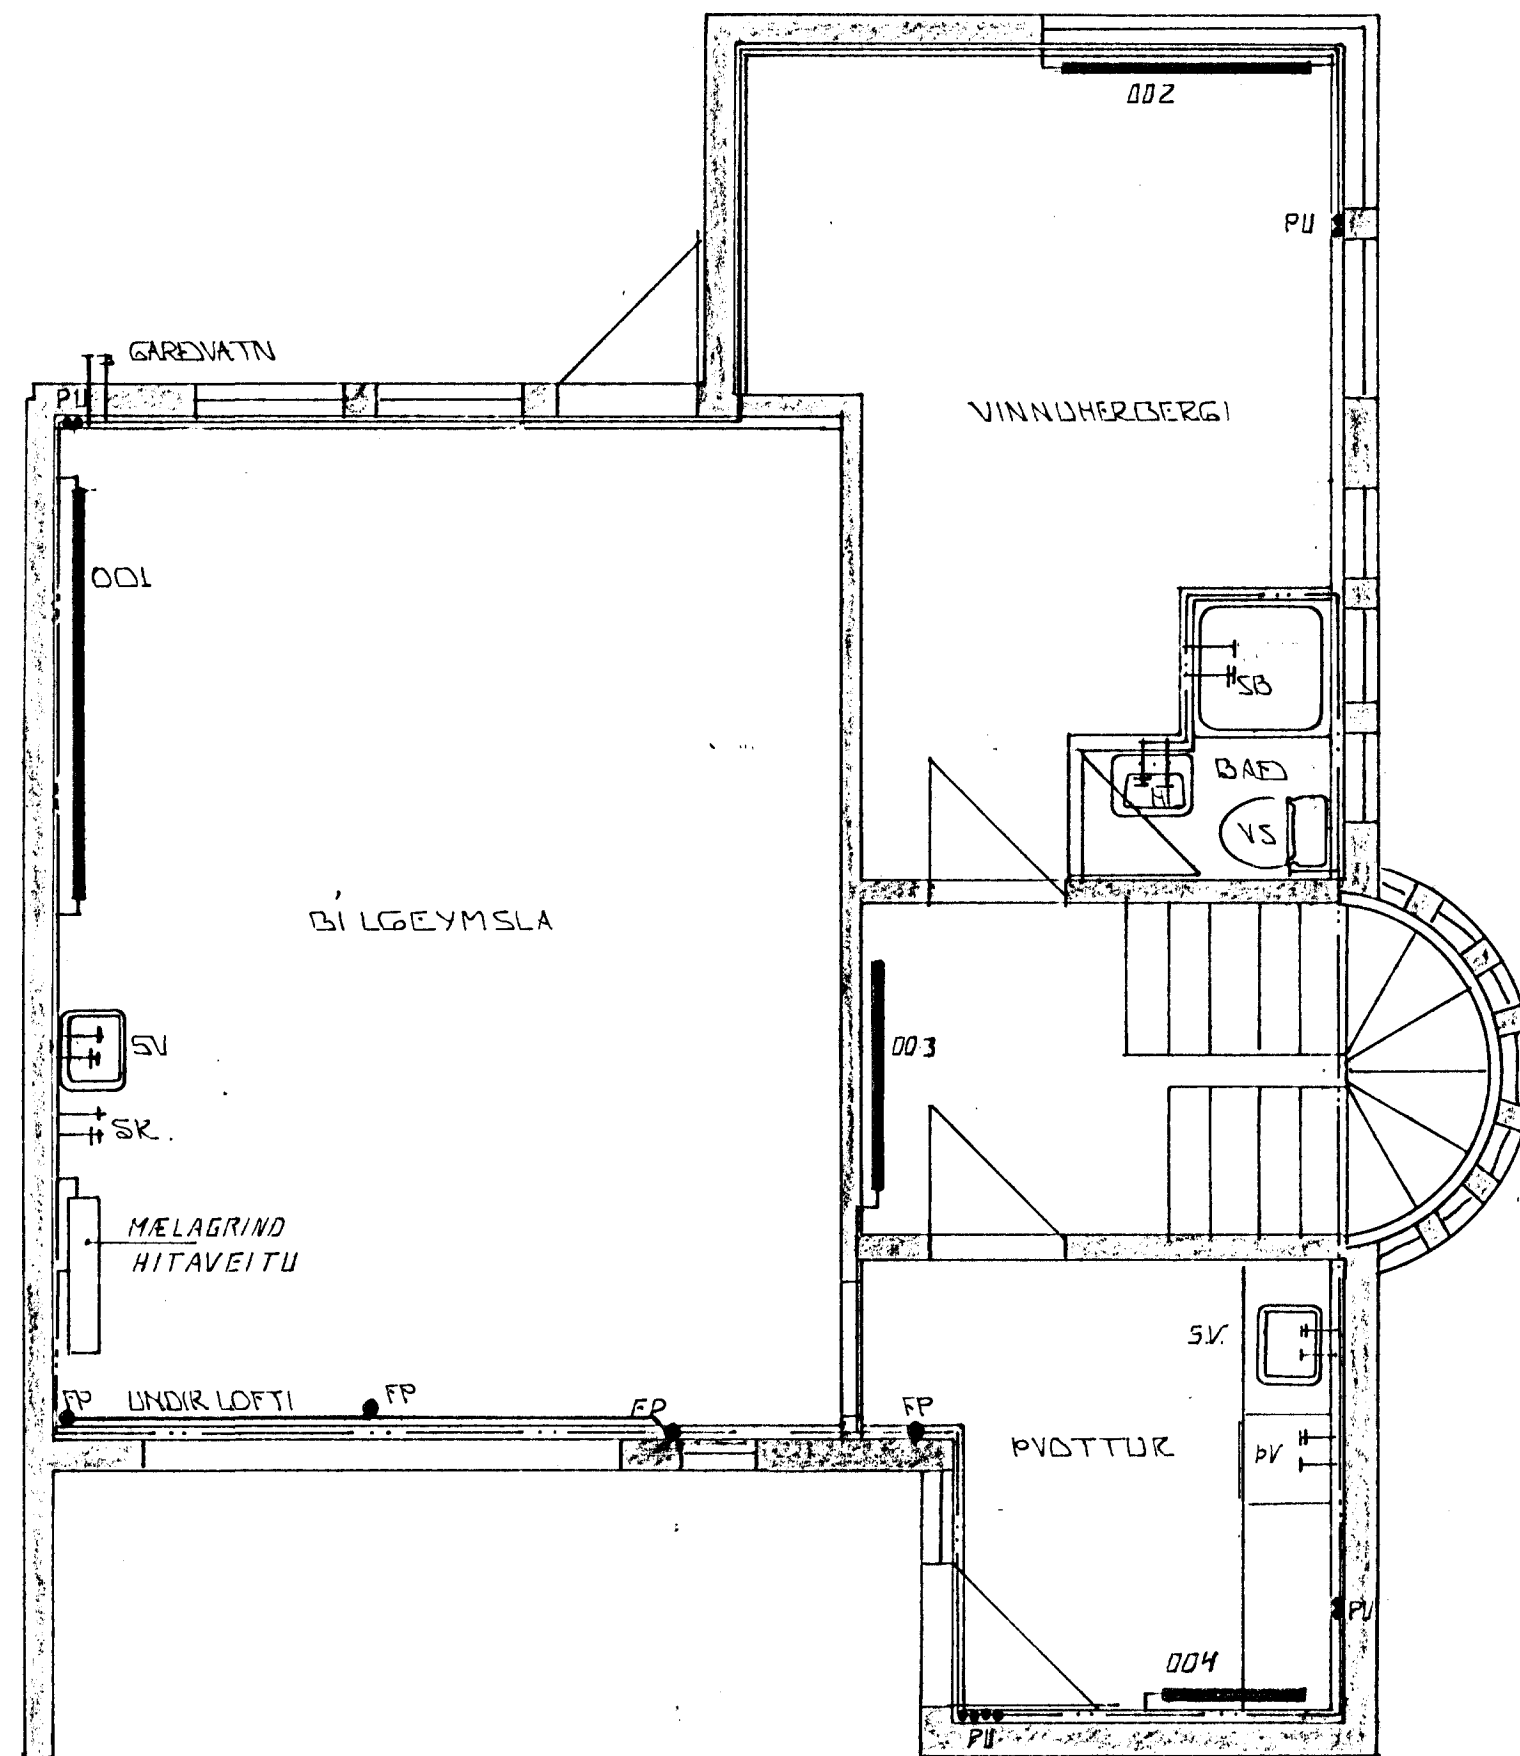 002
PU
GARÐVATN
PU
VINNUHERBERGI
001
SB
BAÐ
HL
VS
BÍLGEYMSLA
003
SV
SK.
MÆLAGRIND
HITAVEITU
S.V.
FP
UNDIR LOFTI
FP
FP
FP
ÞVOTTUR
ÞV
PU
004
PU